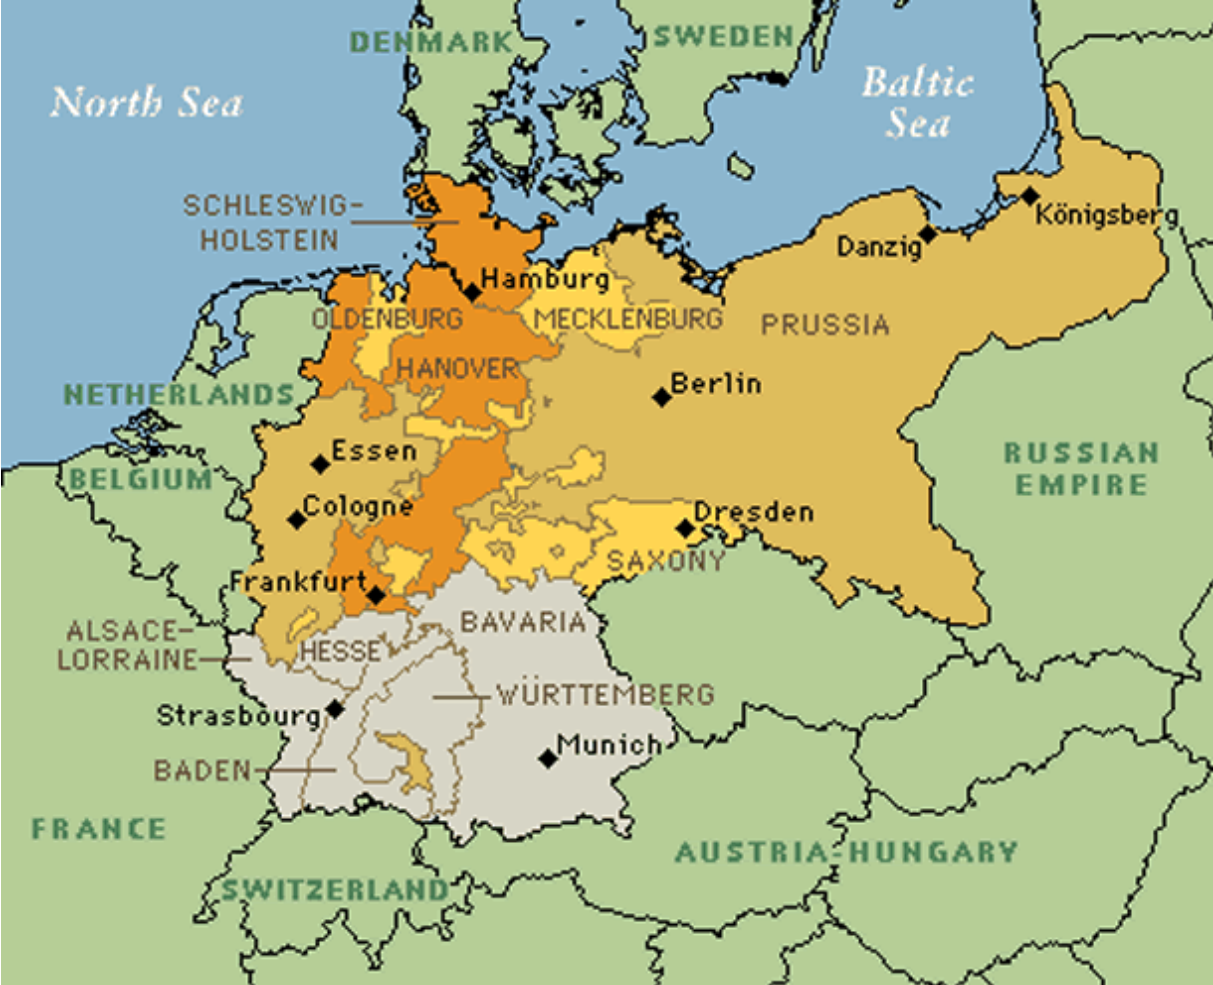 DENMARK
SWEDEN
North Sea
Baltic
Sea
SCHLESWIG-
HOLSTEIN
Königsberg
Danzig
Hamburg
OLDENBURG
MECKLENBURG
PRUSSIA
HANOVER
NETHERLANDS
Berlin
Essen
RUSSIAN
EMPIRE
BELGIUM
Cologne
Dresden
SAXONY
Frankfurt
ALSACE-
LORRAINE
HESSE
BAVARIA
WÜRTTEMBERG
Strasbourg
Munich
BADEN
FRANCE
AUSTRIA-HUNGARY
SWITZERLAND